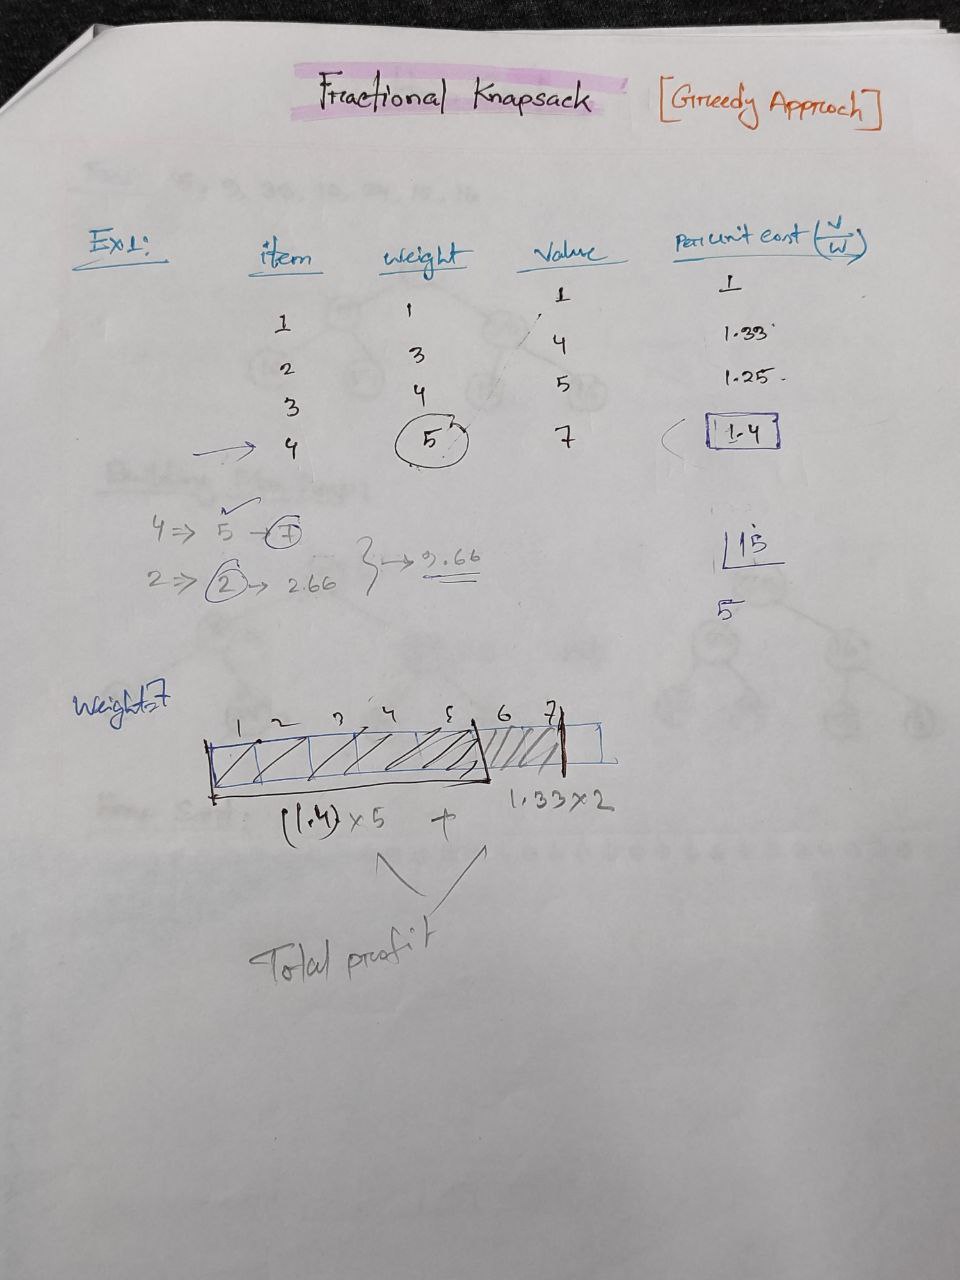 Fractional Knapsack [Greedy Approch]
Ex1: item weight Value Per unit cost (V/W)
1 1 1 1
2 3 4 1.33
3 4 5 1.25
4 5 7 1.4
4 => 5 → 7
2 => 2 → 2.66 } → 9.66
15
5
Weight=7
1 2 3 4 5 6 7
(1.4) × 5 + 1.33×2
Total profit